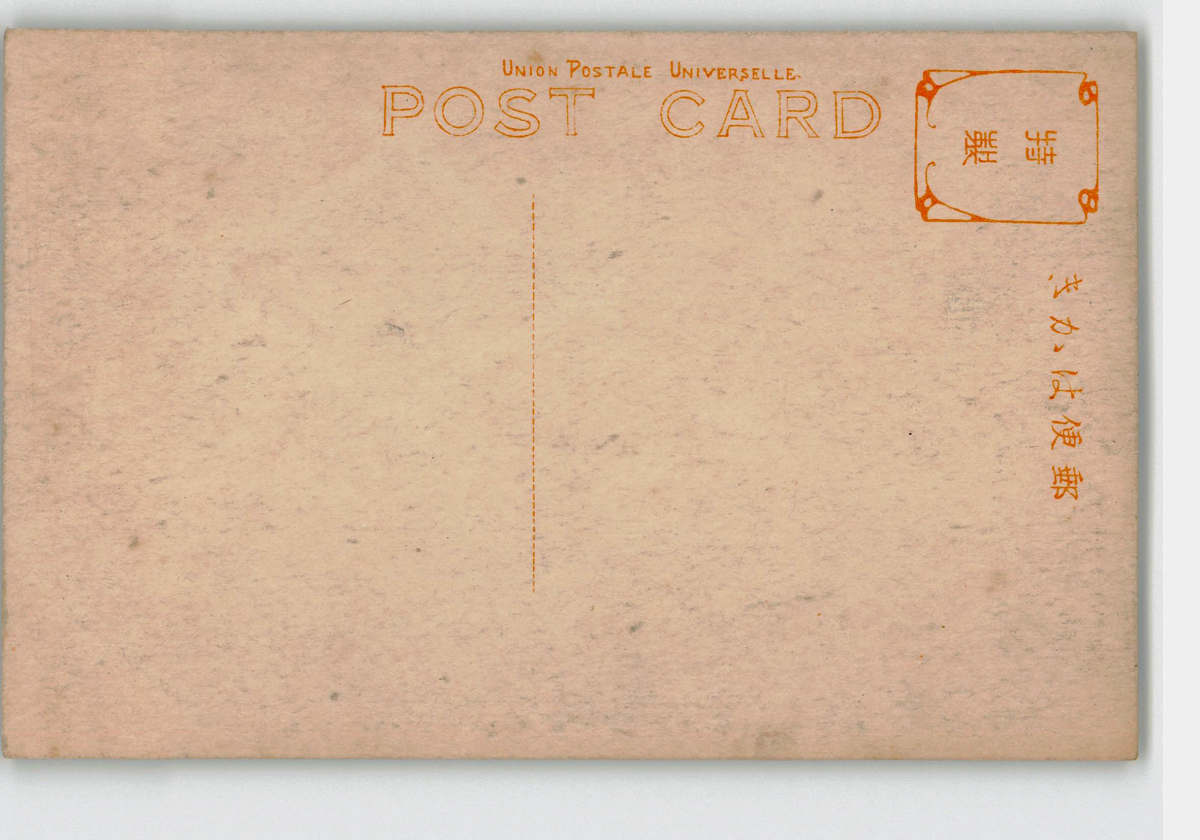 UNION POSTALE UNIVERSELLE.
POST CARD
特製
郵便はかき